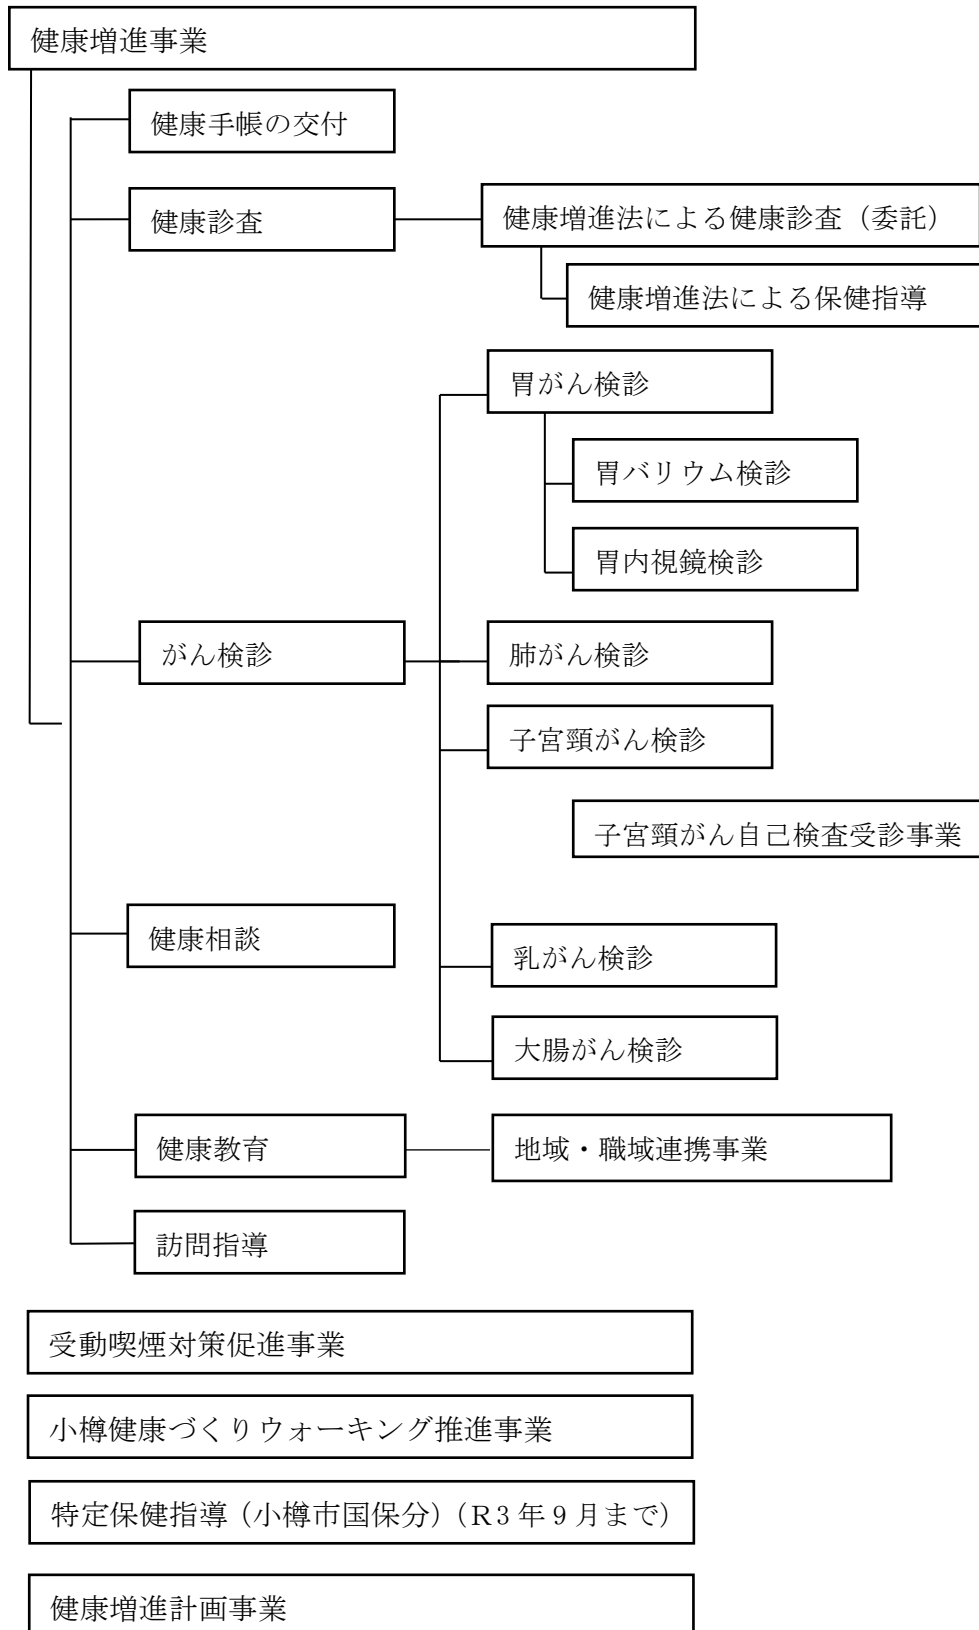 健康増進事業
健康手帳の交付
健康診査
健康増進法による健康診査（委託）
健康増進法による保健指導
胃がん検診
胃バリウム検診
胃内視鏡検診
がん検診
肺がん検診
子宮頸がん検診
子宮頸がん自己検査受診事業
健康相談
乳がん検診
大腸がん検診
健康教育
地域・職域連携事業
訪問指導
受動喫煙対策促進事業
小樽健康づくりウォーキング推進事業
特定保健指導（小樽市国保分）（R3年9月まで）
健康増進計画事業